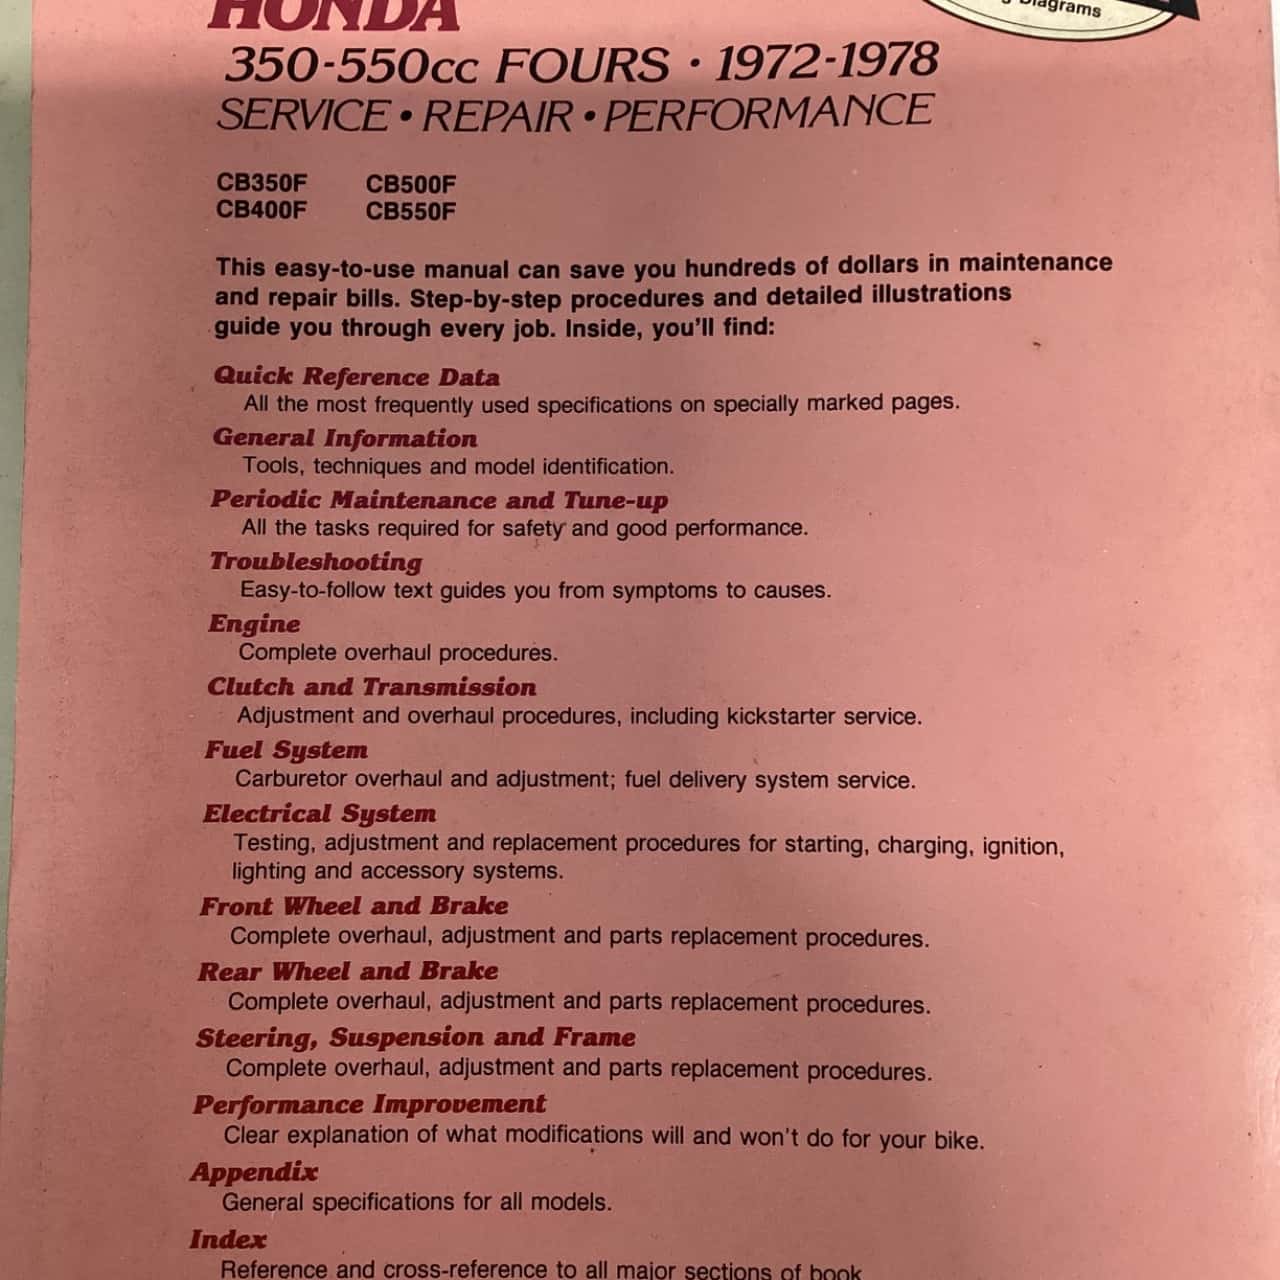 HONDA
Diagrams
350-550cc FOURS · 1972-1978
SERVICE • REPAIR • PERFORMANCE
CB350F CB500F
CB400F CB550F
This easy-to-use manual can save you hundreds of dollars in maintenance
and repair bills. Step-by-step procedures and detailed illustrations
guide you through every job. Inside, you'll find:
Quick Reference Data
All the most frequently used specifications on specially marked pages.
General Information
Tools, techniques and model identification.
Periodic Maintenance and Tune-up
All the tasks required for safety and good performance.
Troubleshooting
Easy-to-follow text guides you from symptoms to causes.
Engine
Complete overhaul procedures.
Clutch and Transmission
Adjustment and overhaul procedures, including kickstarter service.
Fuel System
Carburetor overhaul and adjustment; fuel delivery system service.
Electrical System
Testing, adjustment and replacement procedures for starting, charging, ignition,
lighting and accessory systems.
Front Wheel and Brake
Complete overhaul, adjustment and parts replacement procedures.
Rear Wheel and Brake
Complete overhaul, adjustment and parts replacement procedures.
Steering, Suspension and Frame
Complete overhaul, adjustment and parts replacement procedures.
Performance Improvement
Clear explanation of what modifications will and won't do for your bike.
Appendix
General specifications for all models.
Index
Reference and cross-reference to all major sections of book